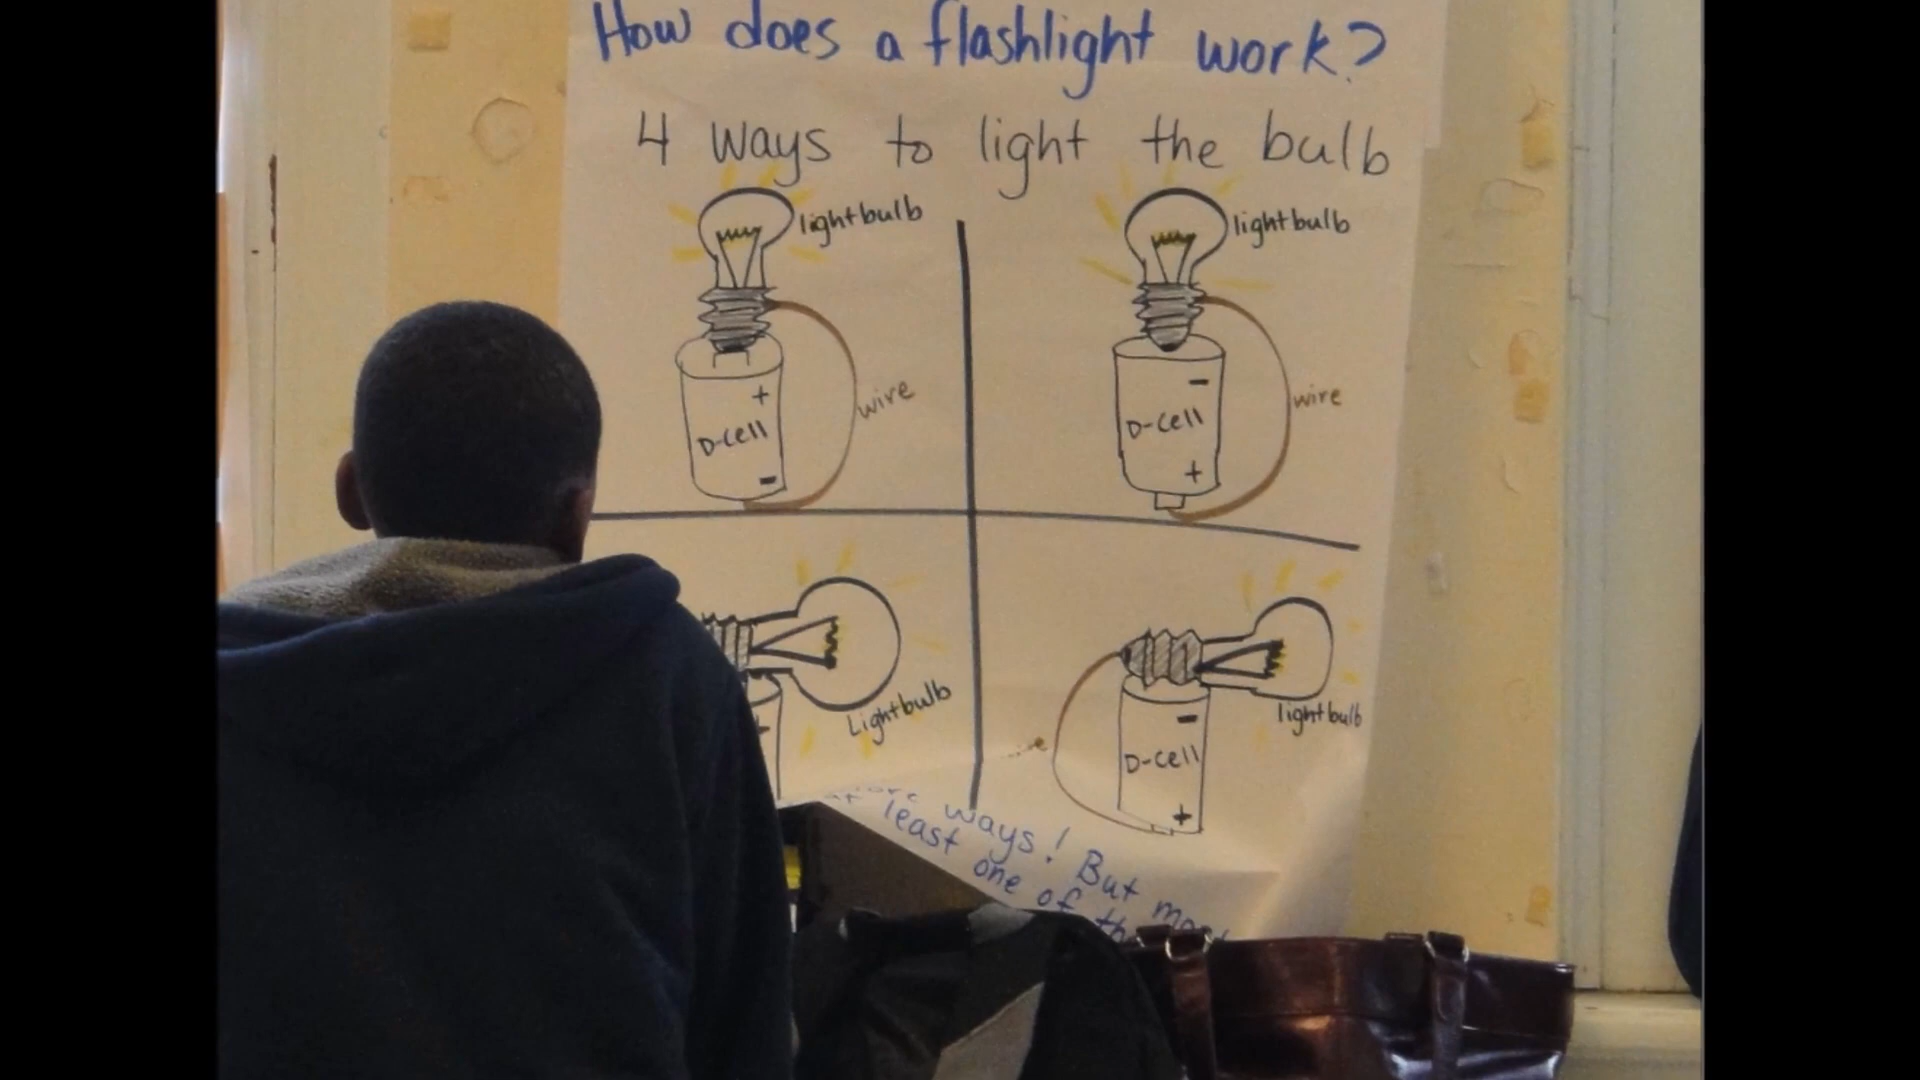 How does a flashlight work?
4 ways to light the bulb
lightbulb
wire
+
D-cell
-
lightbulb
wire
-
D-cell
+
Lightbulb
+
lightbulb
-
D-cell
+
ways! But
least one of